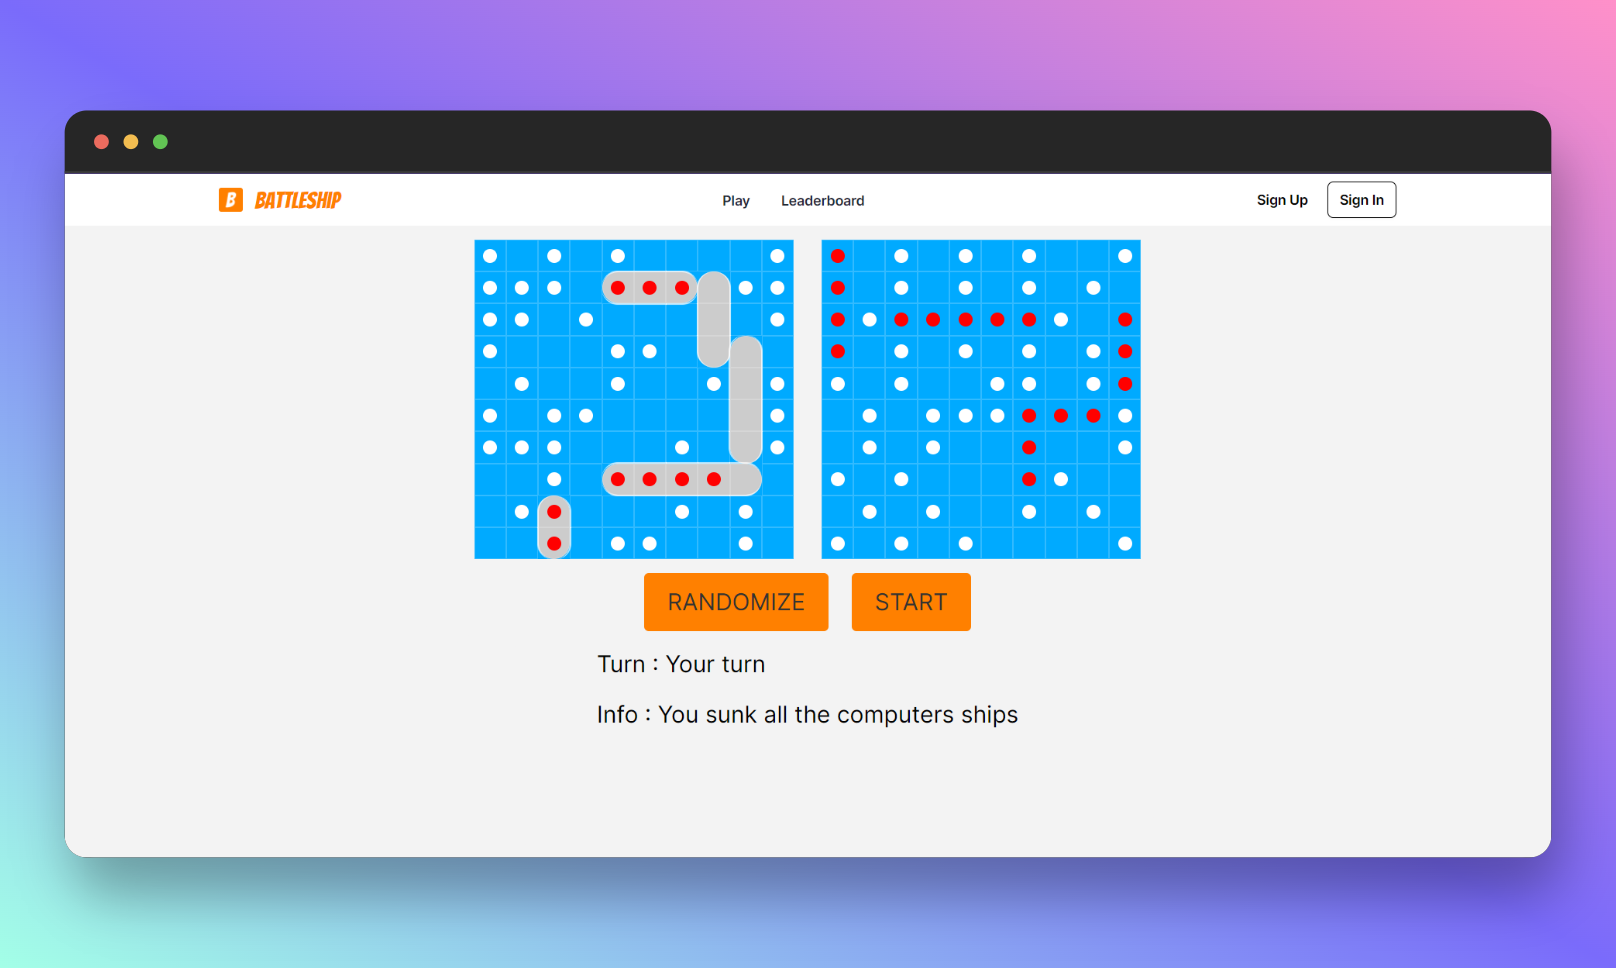 B BATTLESHIP
Play Leaderboard
Sign Up Sign In
RANDOMIZE START
Turn : Your turn
Info : You sunk all the computers ships